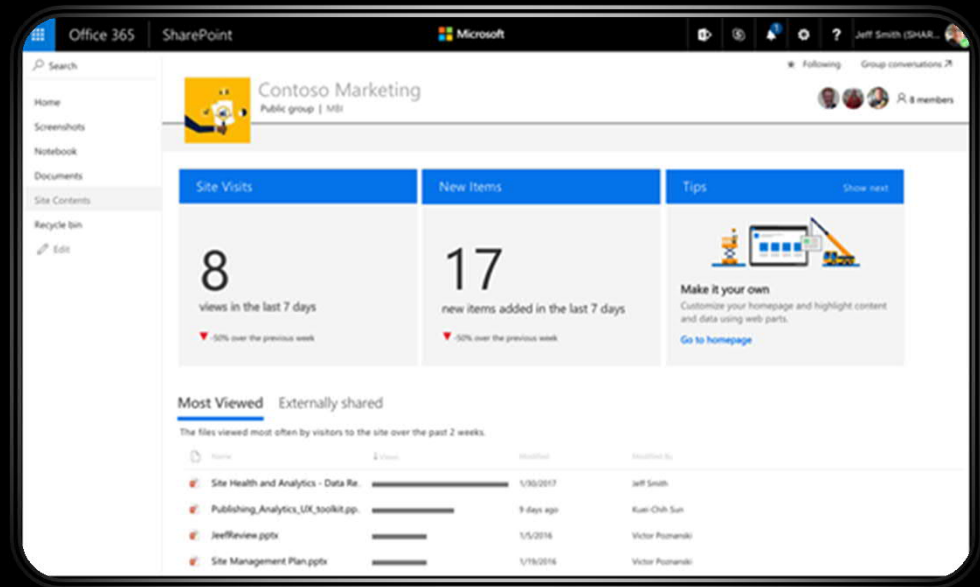 Office 365 SharePoint Microsoft ? Jeff Smith (SHAR...
Search
Following Group conversations
Contoso Marketing
Public group | MBI
8 members
Home
Screenshots
Notebook
Documents
Site Contents
Recycle bin
Edit
Site Visits
8
views in the last 7 days
-50% over the previous week
New Items
17
new items added in the last 7 days
-50% over the previous week
Tips Show next
Make it your own
Customize your homepage and highlight content
and data using web parts.
Go to homepage
Most Viewed Externally shared
The files viewed most often by visitors to the site over the past 2 weeks.
Name Views Modified Modified By
Site Health and Analytics - Data Re. 1/30/2017 Jeff Smith
Publishing_Analytics_UX_toolkit.pp. 9 days ago Kuei-Chih Sun
JeefReview.pptx 1/5/2016 Victor Poznanski
Site Management Plan.pptx 1/19/2016 Victor Poznanski